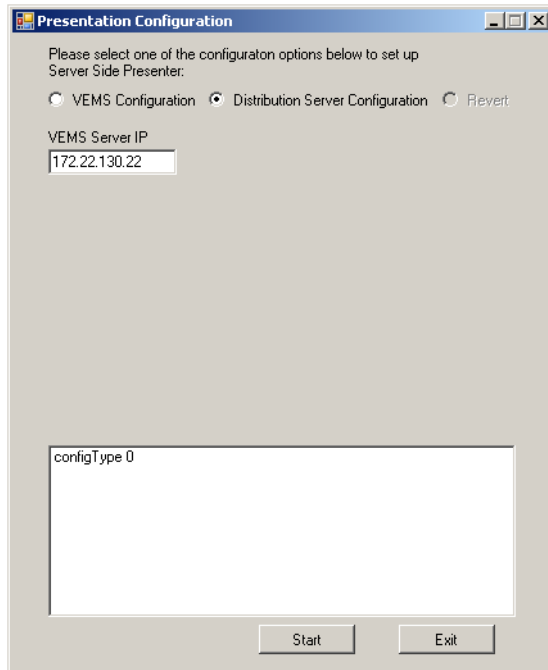 Presentation Configuration
Please select one of the configuraton options below to set up
Server Side Presenter:
VEMS Configuration Distribution Server Configuration Revert
VEMS Server IP
172.22.130.22
configType 0
Start Exit